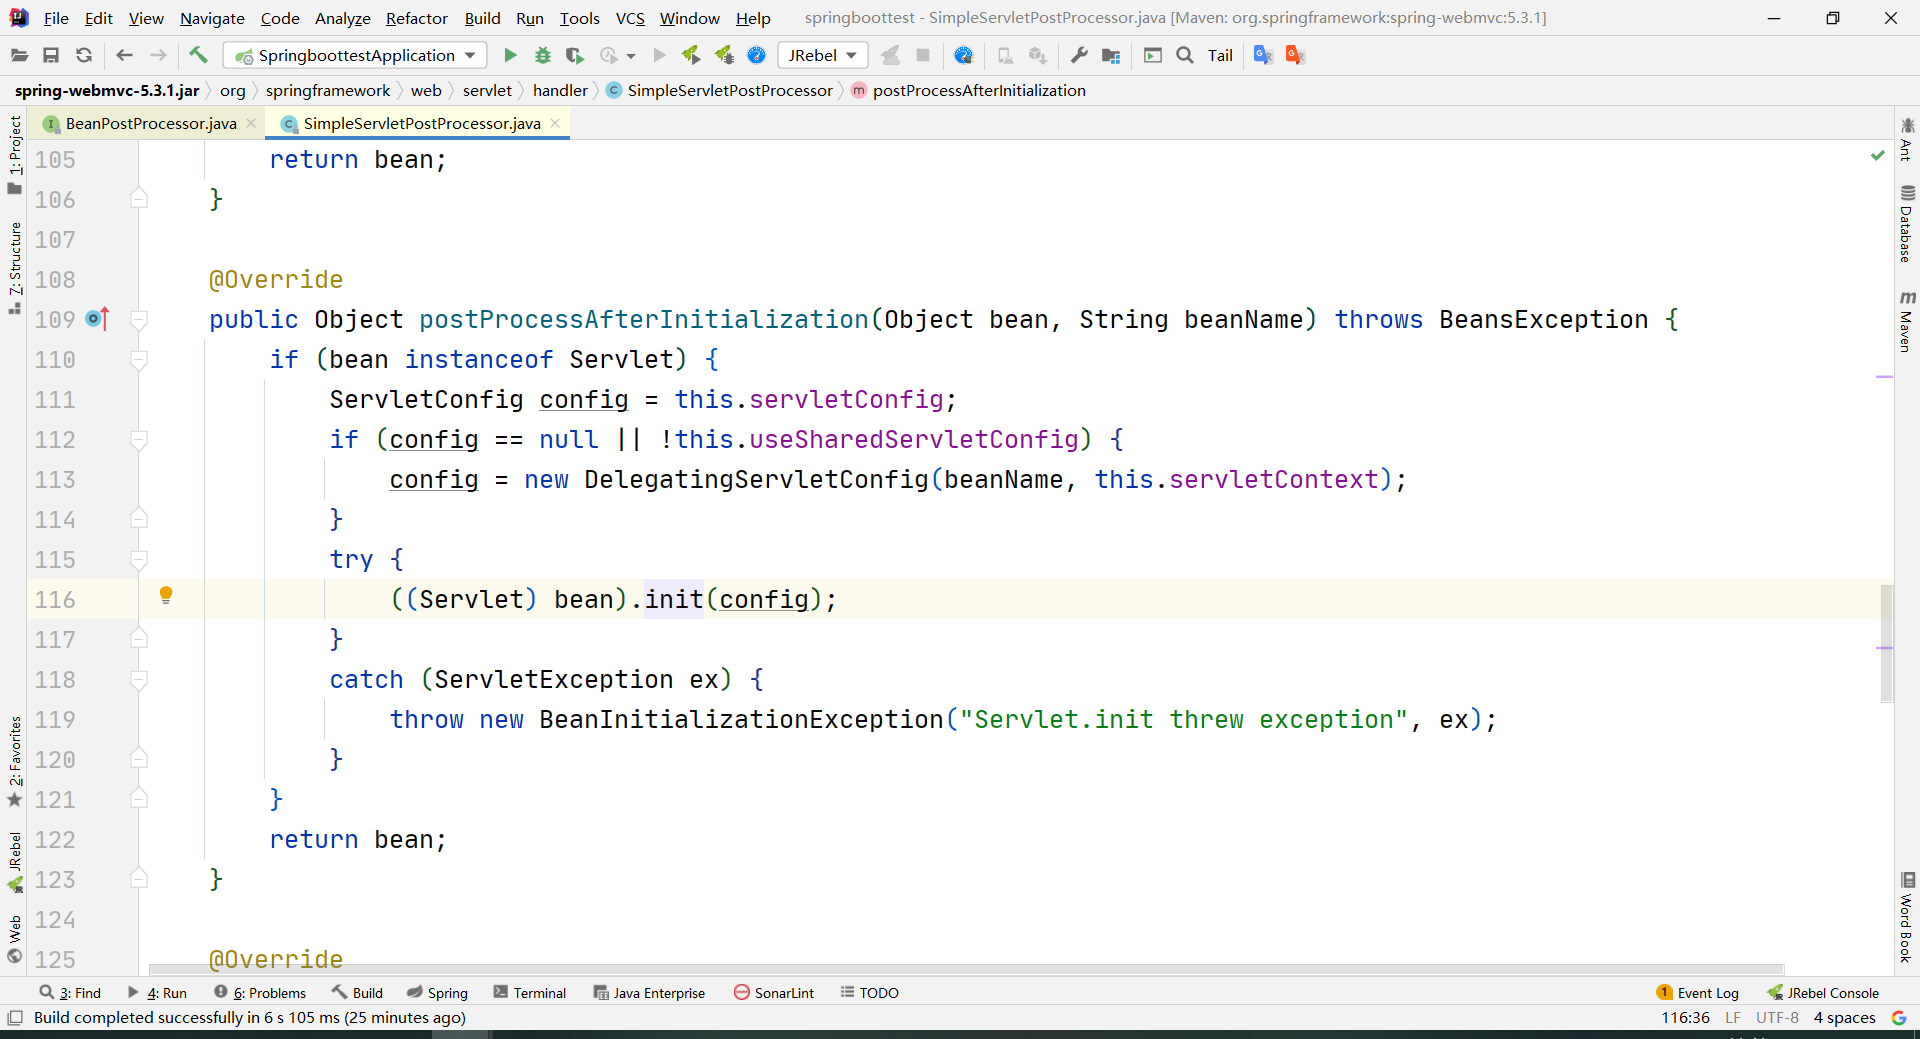 File Edit View Navigate Code Analyze Refactor Build Run Tools VCS Window Help springboottest - SimpleServletPostProcessor.java [Maven: org.springframework:spring-webmvc:5.3.1]
SpringboottestApplication JRebel Tail
spring-webmvc-5.3.1.jar org springframework web servlet handler SimpleServletPostProcessor postProcessAfterInitialization
BeanPostProcessor.java SimpleServletPostProcessor.java
1: Project
7: Structure
2: Favorites
JRebel
Web
105 return bean;
106 }
107
108 @Override
109 public Object postProcessAfterInitialization(Object bean, String beanName) throws BeansException {
110 if (bean instanceof Servlet) {
111 ServletConfig config = this.servletConfig;
112 if (config == null || !this.useSharedServletConfig) {
113 config = new DelegatingServletConfig(beanName, this.servletContext);
114 }
115 try {
116 ((Servlet) bean).init(config);
117 }
118 catch (ServletException ex) {
119 throw new BeanInitializationException("Servlet.init threw exception", ex);
120 }
121 }
122 return bean;
123 }
124
125 @Override
Ant
Database
Maven
Word Book
3: Find 4: Run 6: Problems Build Spring Terminal Java Enterprise SonarLint TODO 1 Event Log JRebel Console
Build completed successfully in 6 s 105 ms (25 minutes ago) 116:36 LF UTF-8 4 spaces